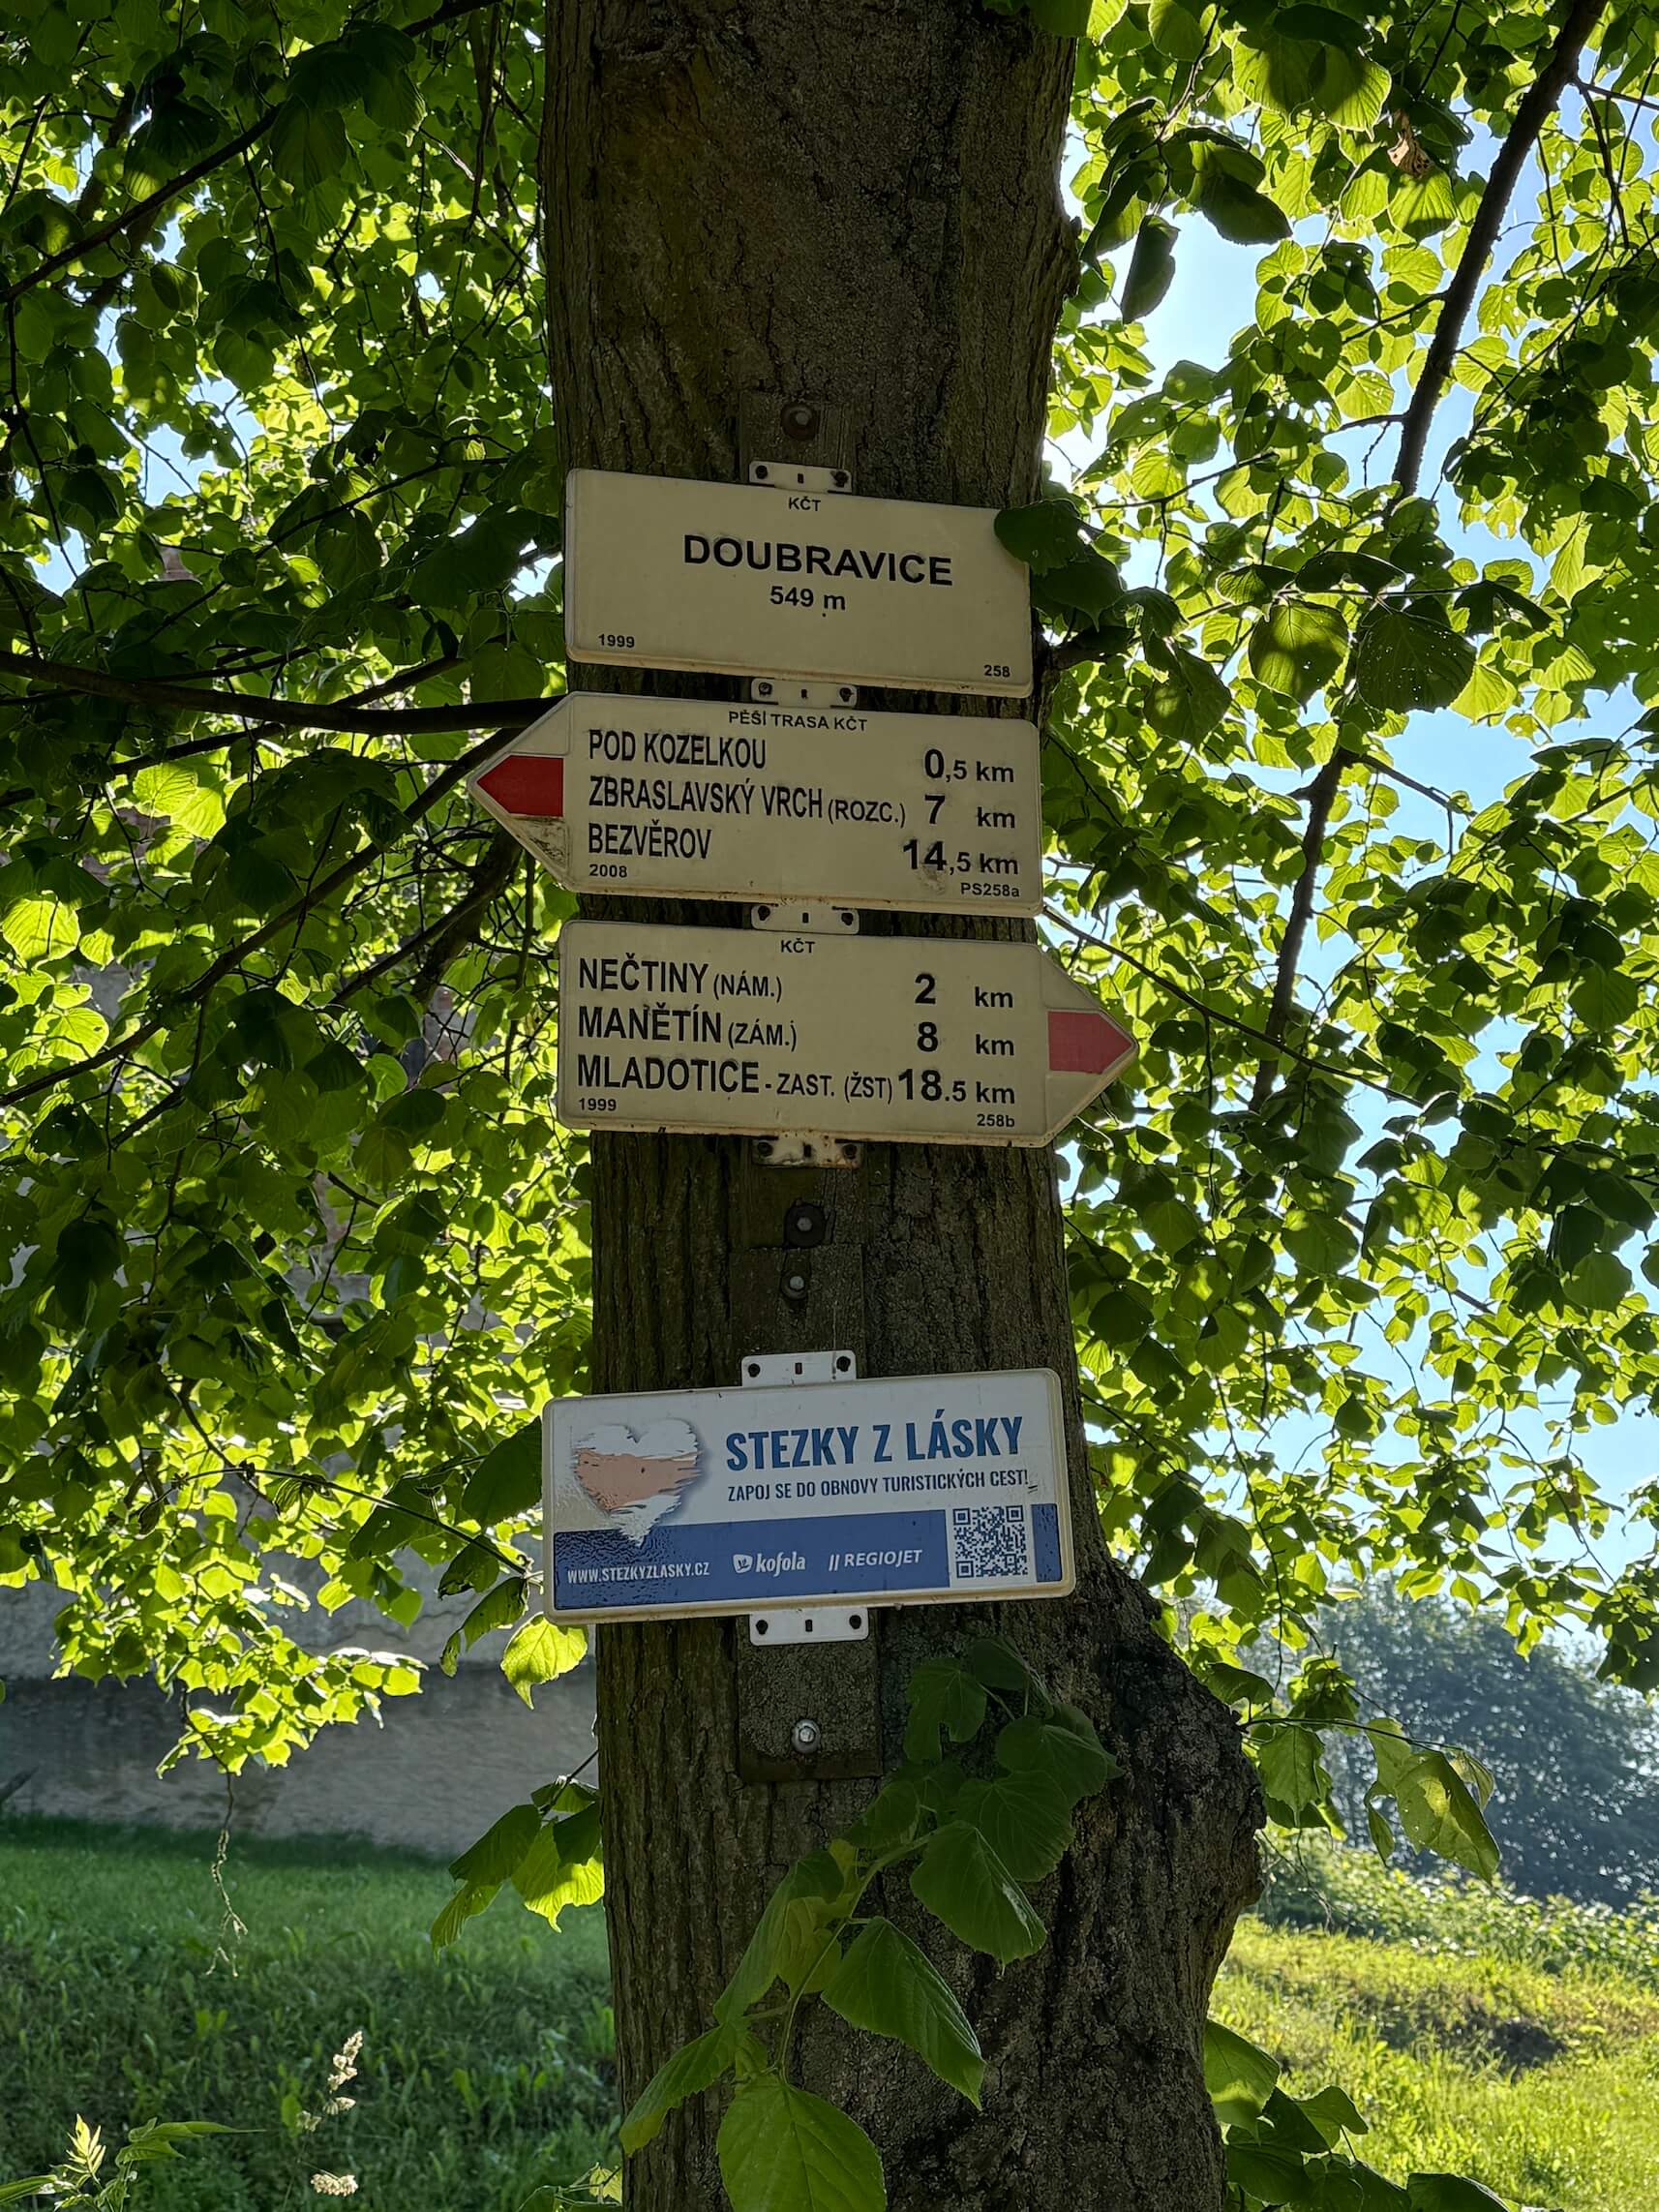 KČT
DOUBRAVICE
549 m
1999 258
PĚŠÍ TRASA KČT
POD KOZELKOU 0,5 km
ZBRASLAVSKÝ VRCH (ROZC.) 7 km
BEZVĚROV 14,5 km
2008 PS258a
KČT
NEČTINY (NÁM.) 2 km
MANĚTÍN (ZÁM.) 8 km
MLADOTICE - ZAST. (ŽST) 18.5 km
1999 258b
STEZKY Z LÁSKY
ZAPOJ SE DO OBNOVY TURISTICKÝCH CEST!
WWW.STEZKYZLASKY.CZ kofola REGIOJET